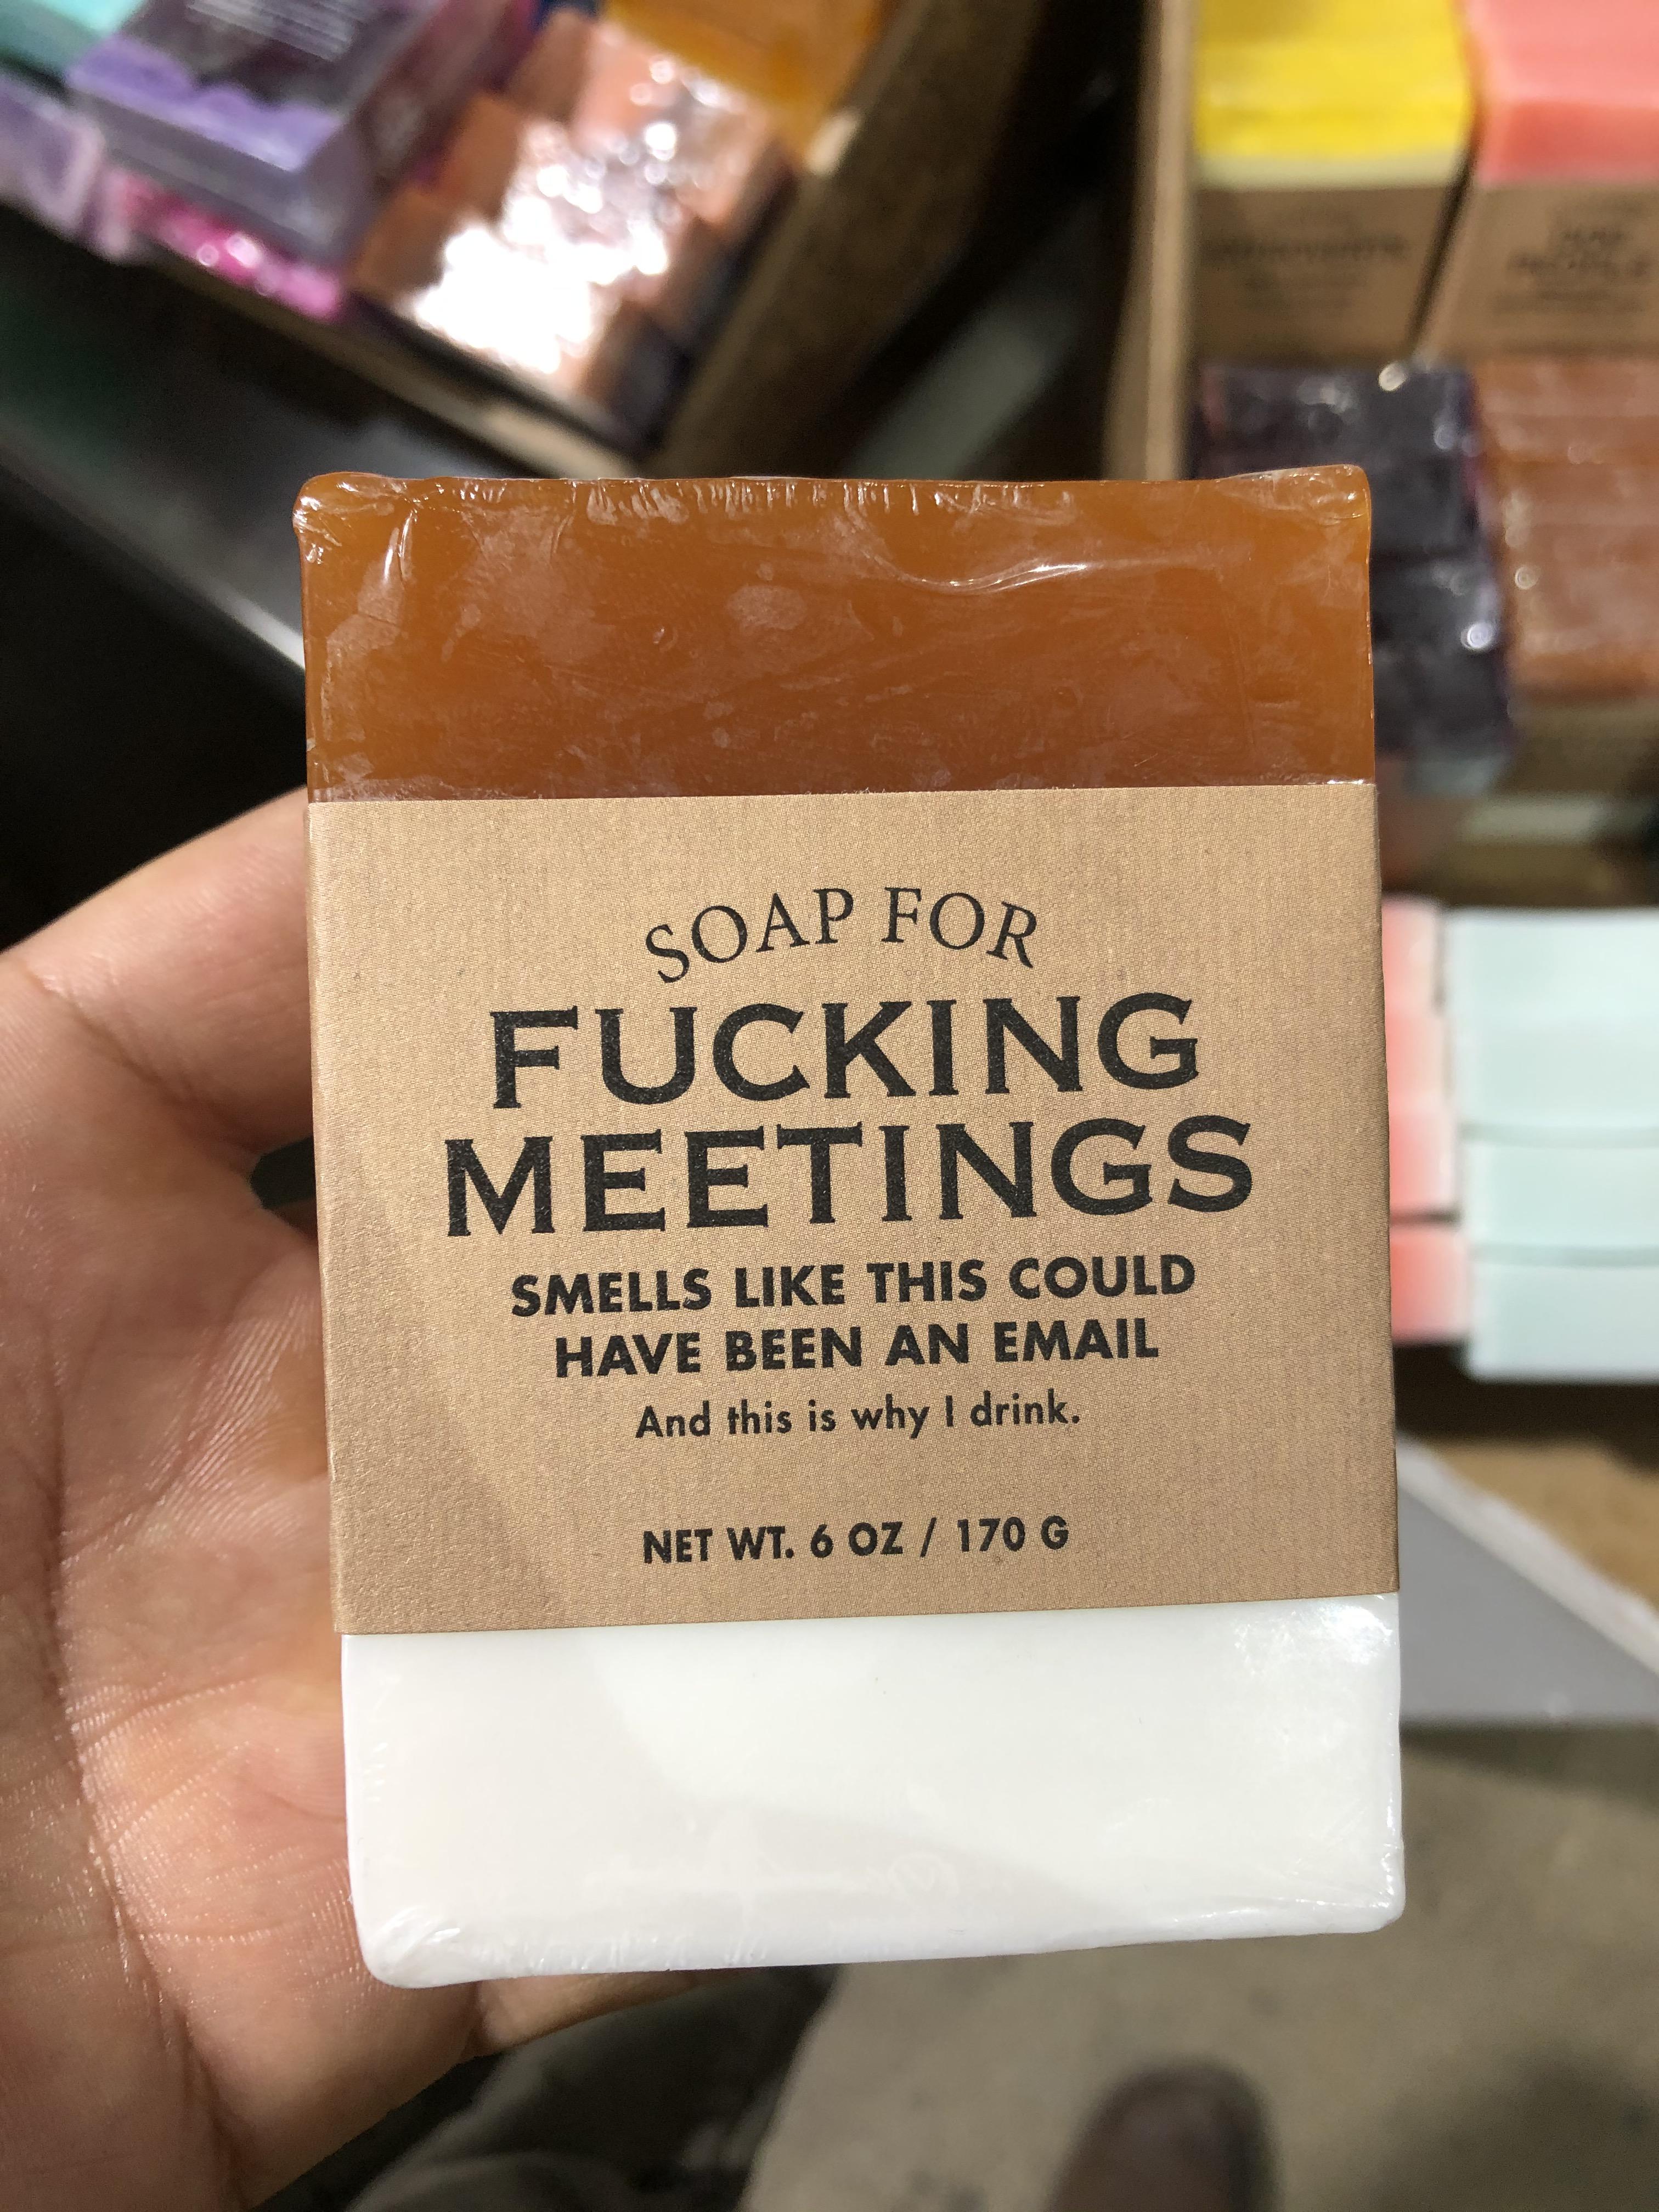 SOAP FOR
FUCKING
MEETINGS
SMELLS LIKE THIS COULD
HAVE BEEN AN EMAIL
And this is why I drink.
NET WT. 6 OZ / 170 G